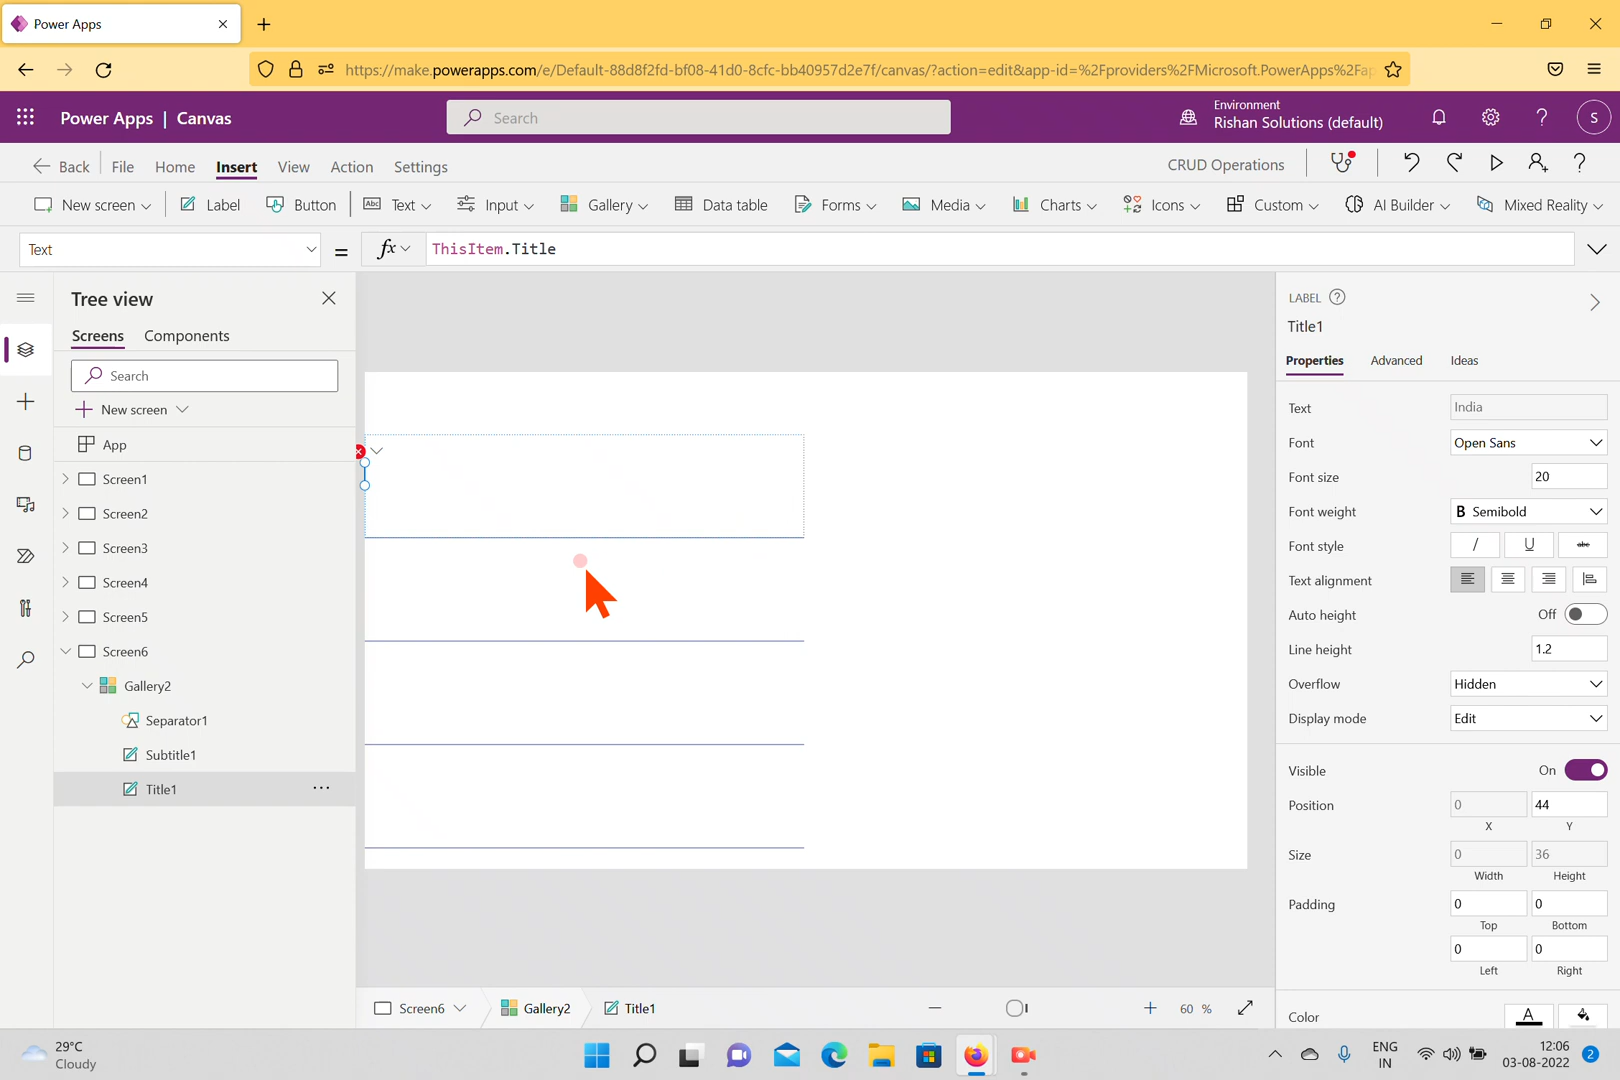 Power Apps
https://make.powerapps.com/e/Default-88d8f2fd-bf08-41d0-8cfc-bb40957d2e7f/canvas/?action=edit&app-id=%2Fproviders%2FMicrosoft.PowerApps%2Fap
Power Apps | Canvas
Search
Environment
Rishan Solutions (default)
S
Back
File
Home
Insert
View
Action
Settings
CRUD Operations
New screen
Label
Button
Text
Input
Gallery
Data table
Forms
Media
Charts
Icons
Custom
AI Builder
Mixed Reality
Text
=
fx
ThisItem.Title
Tree view
Screens
Components
Search
New screen
App
Screen1
Screen2
Screen3
Screen4
Screen5
Screen6
Gallery2
Separator1
Subtitle1
Title1
LABEL
Title1
Properties
Advanced
Ideas
Text
India
Font
Open Sans
Font size
20
Font weight
B Semibold
Font style
/
U
abc
Text alignment
Auto height
Off
Line height
1.2
Overflow
Hidden
Display mode
Edit
Visible
On
Position
0
44
X
Y
Size
0
36
Width
Height
Padding
0
0
Top
Bottom
0
0
Left
Right
Color
A
Screen6
Gallery2
Title1
60 %
29°C
Cloudy
ENG
IN
12:06
03-08-2022
2